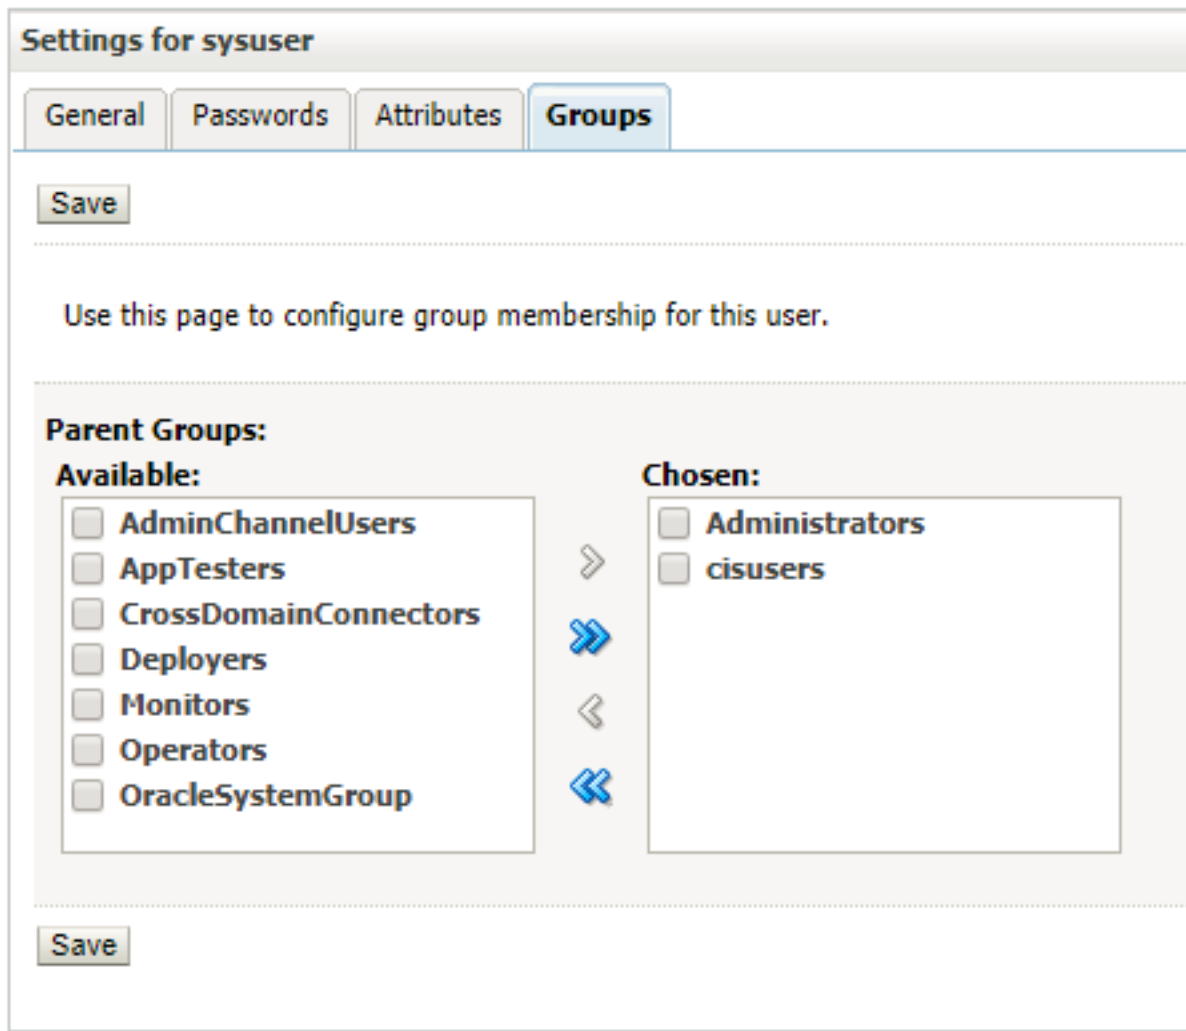 Settings for sysuser
General Passwords Attributes Groups
Save
Use this page to configure group membership for this user.
Parent Groups:
Available: Chosen:
AdminChannelUsers Administrators
AppTesters cisusers
CrossDomainConnectors
Deployers
Monitors
Operators
OracleSystemGroup
Save